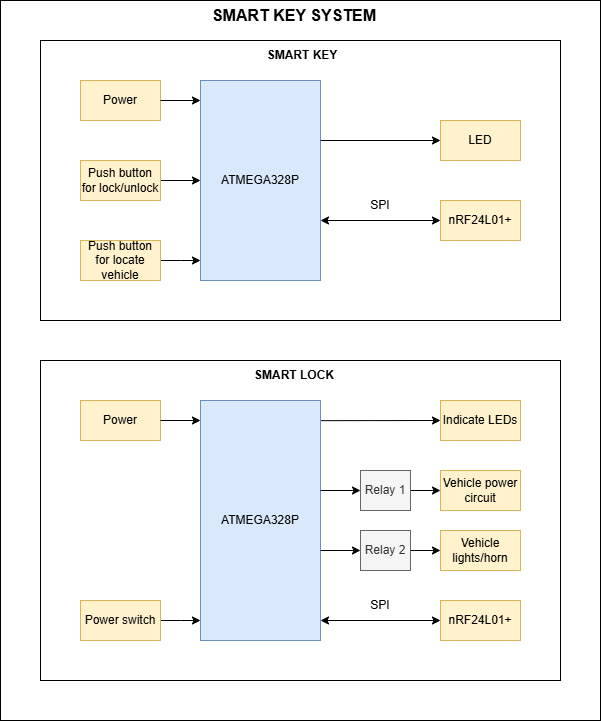 SMART KEY SYSTEM
SMART KEY
Power
Push button
for lock/unlock
Push button
for locate
vehicle
ATMEGA328P
LED
SPI
nRF24L01+
SMART LOCK
Power
Power switch
ATMEGA328P
Indicate LEDs
Relay 1
Vehicle power
circuit
Relay 2
Vehicle
lights/horn
SPI
nRF24L01+